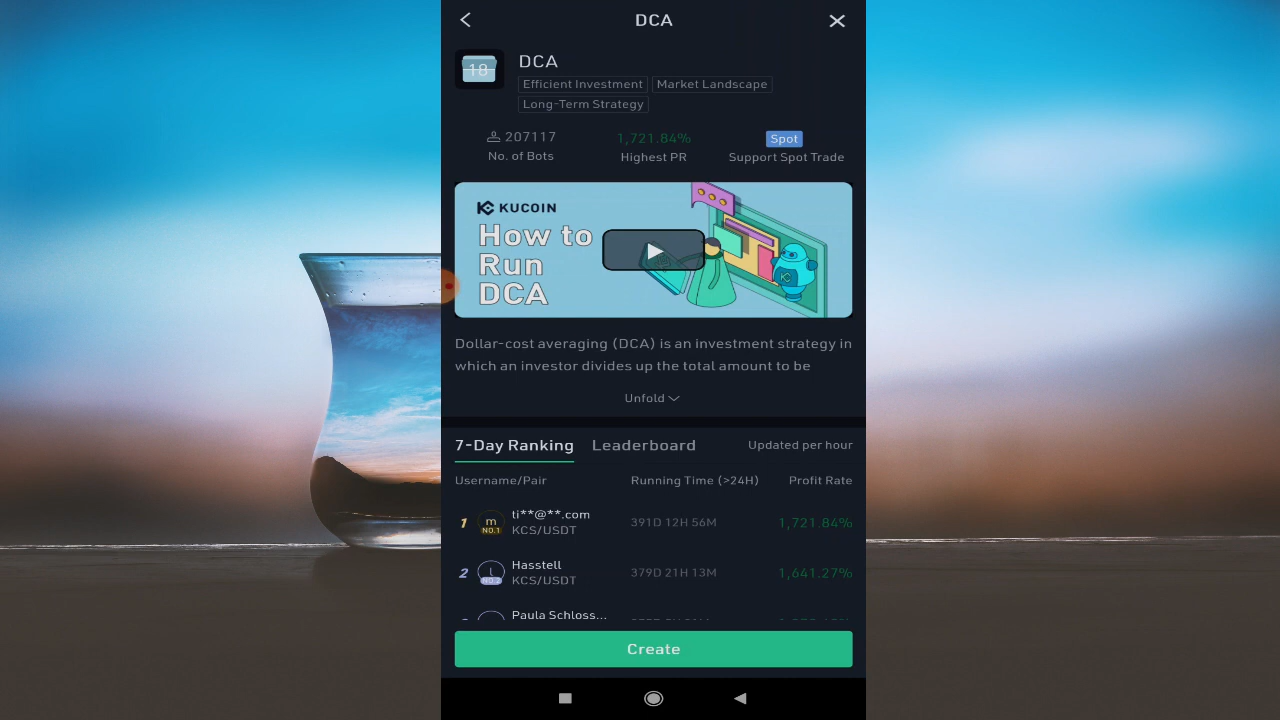 DCA
18
DCA
Efficient Investment
Market Landscape
Long-Term Strategy
207117
1,721.84%
Spot
No. of Bots
Highest PR
Support Spot Trade
KUCOIN
How to
Run
DCA
Dollar-cost averaging (DCA) is an investment strategy in
which an investor divides up the total amount to be
Unfold
7-Day Ranking
Leaderboard
Updated per hour
Username/Pair
Running Time (>24H)
Profit Rate
1
m
NO.1
ti**@**.com
KCS/USDT
391D 12H 56M
1,721.84%
2
L
NO.2
Hasstell
KCS/USDT
379D 21H 13M
1,641.27%
Paula Schloss...
Create